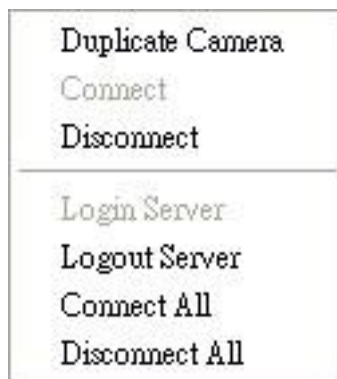 Duplicate Camera
Connect
Disconnect
Login Server
Logout Server
Connect All
Disconnect All